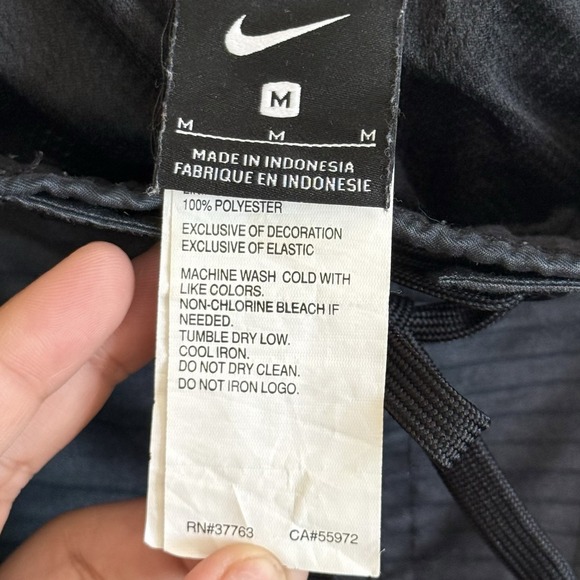 M
M M M
MADE IN INDONESIA
FABRIQUE EN INDONESIE
100% POLYESTER
EXCLUSIVE OF DECORATION
EXCLUSIVE OF ELASTIC
MACHINE WASH COLD WITH
LIKE COLORS.
NON-CHLORINE BLEACH IF
NEEDED.
TUMBLE DRY LOW.
COOL IRON.
DO NOT DRY CLEAN.
DO NOT IRON LOGO.
RN#37763 CA#55972